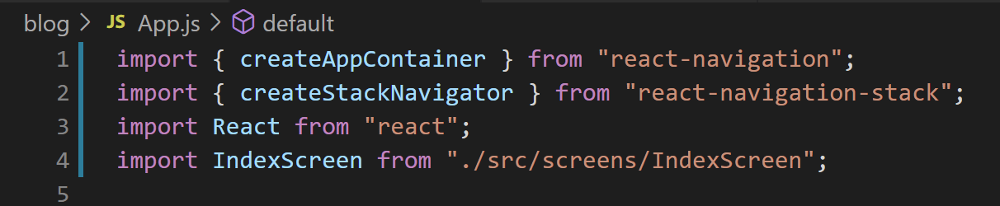 blog > JS App.js > default
1 import { createAppContainer } from "react-navigation";
2 import { createStackNavigator } from "react-navigation-stack";
3 import React from "react";
4 import IndexScreen from "./src/screens/IndexScreen";
5